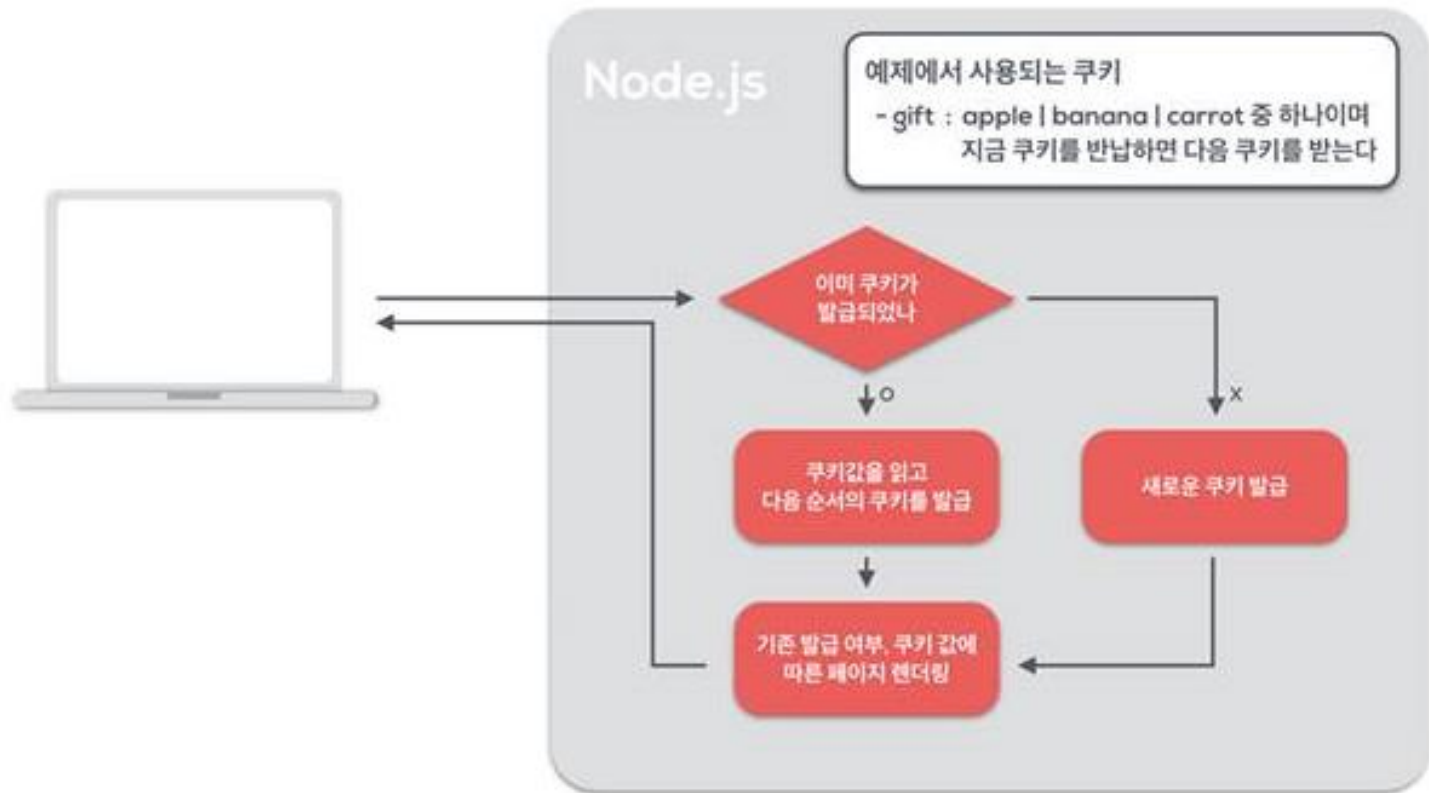 Node.js
예제에서 사용되는 쿠키
- gift : apple | banana | carrot 중 하나이며
지금 쿠키를 반납하면 다음 쿠키를 받는다
이미 쿠키가
발급되었나
O
X
쿠키값을 읽고
다음 순서의 쿠키를 발급
새로운 쿠키 발급
기존 발급 여부, 쿠키 값에
따른 페이지 렌더링